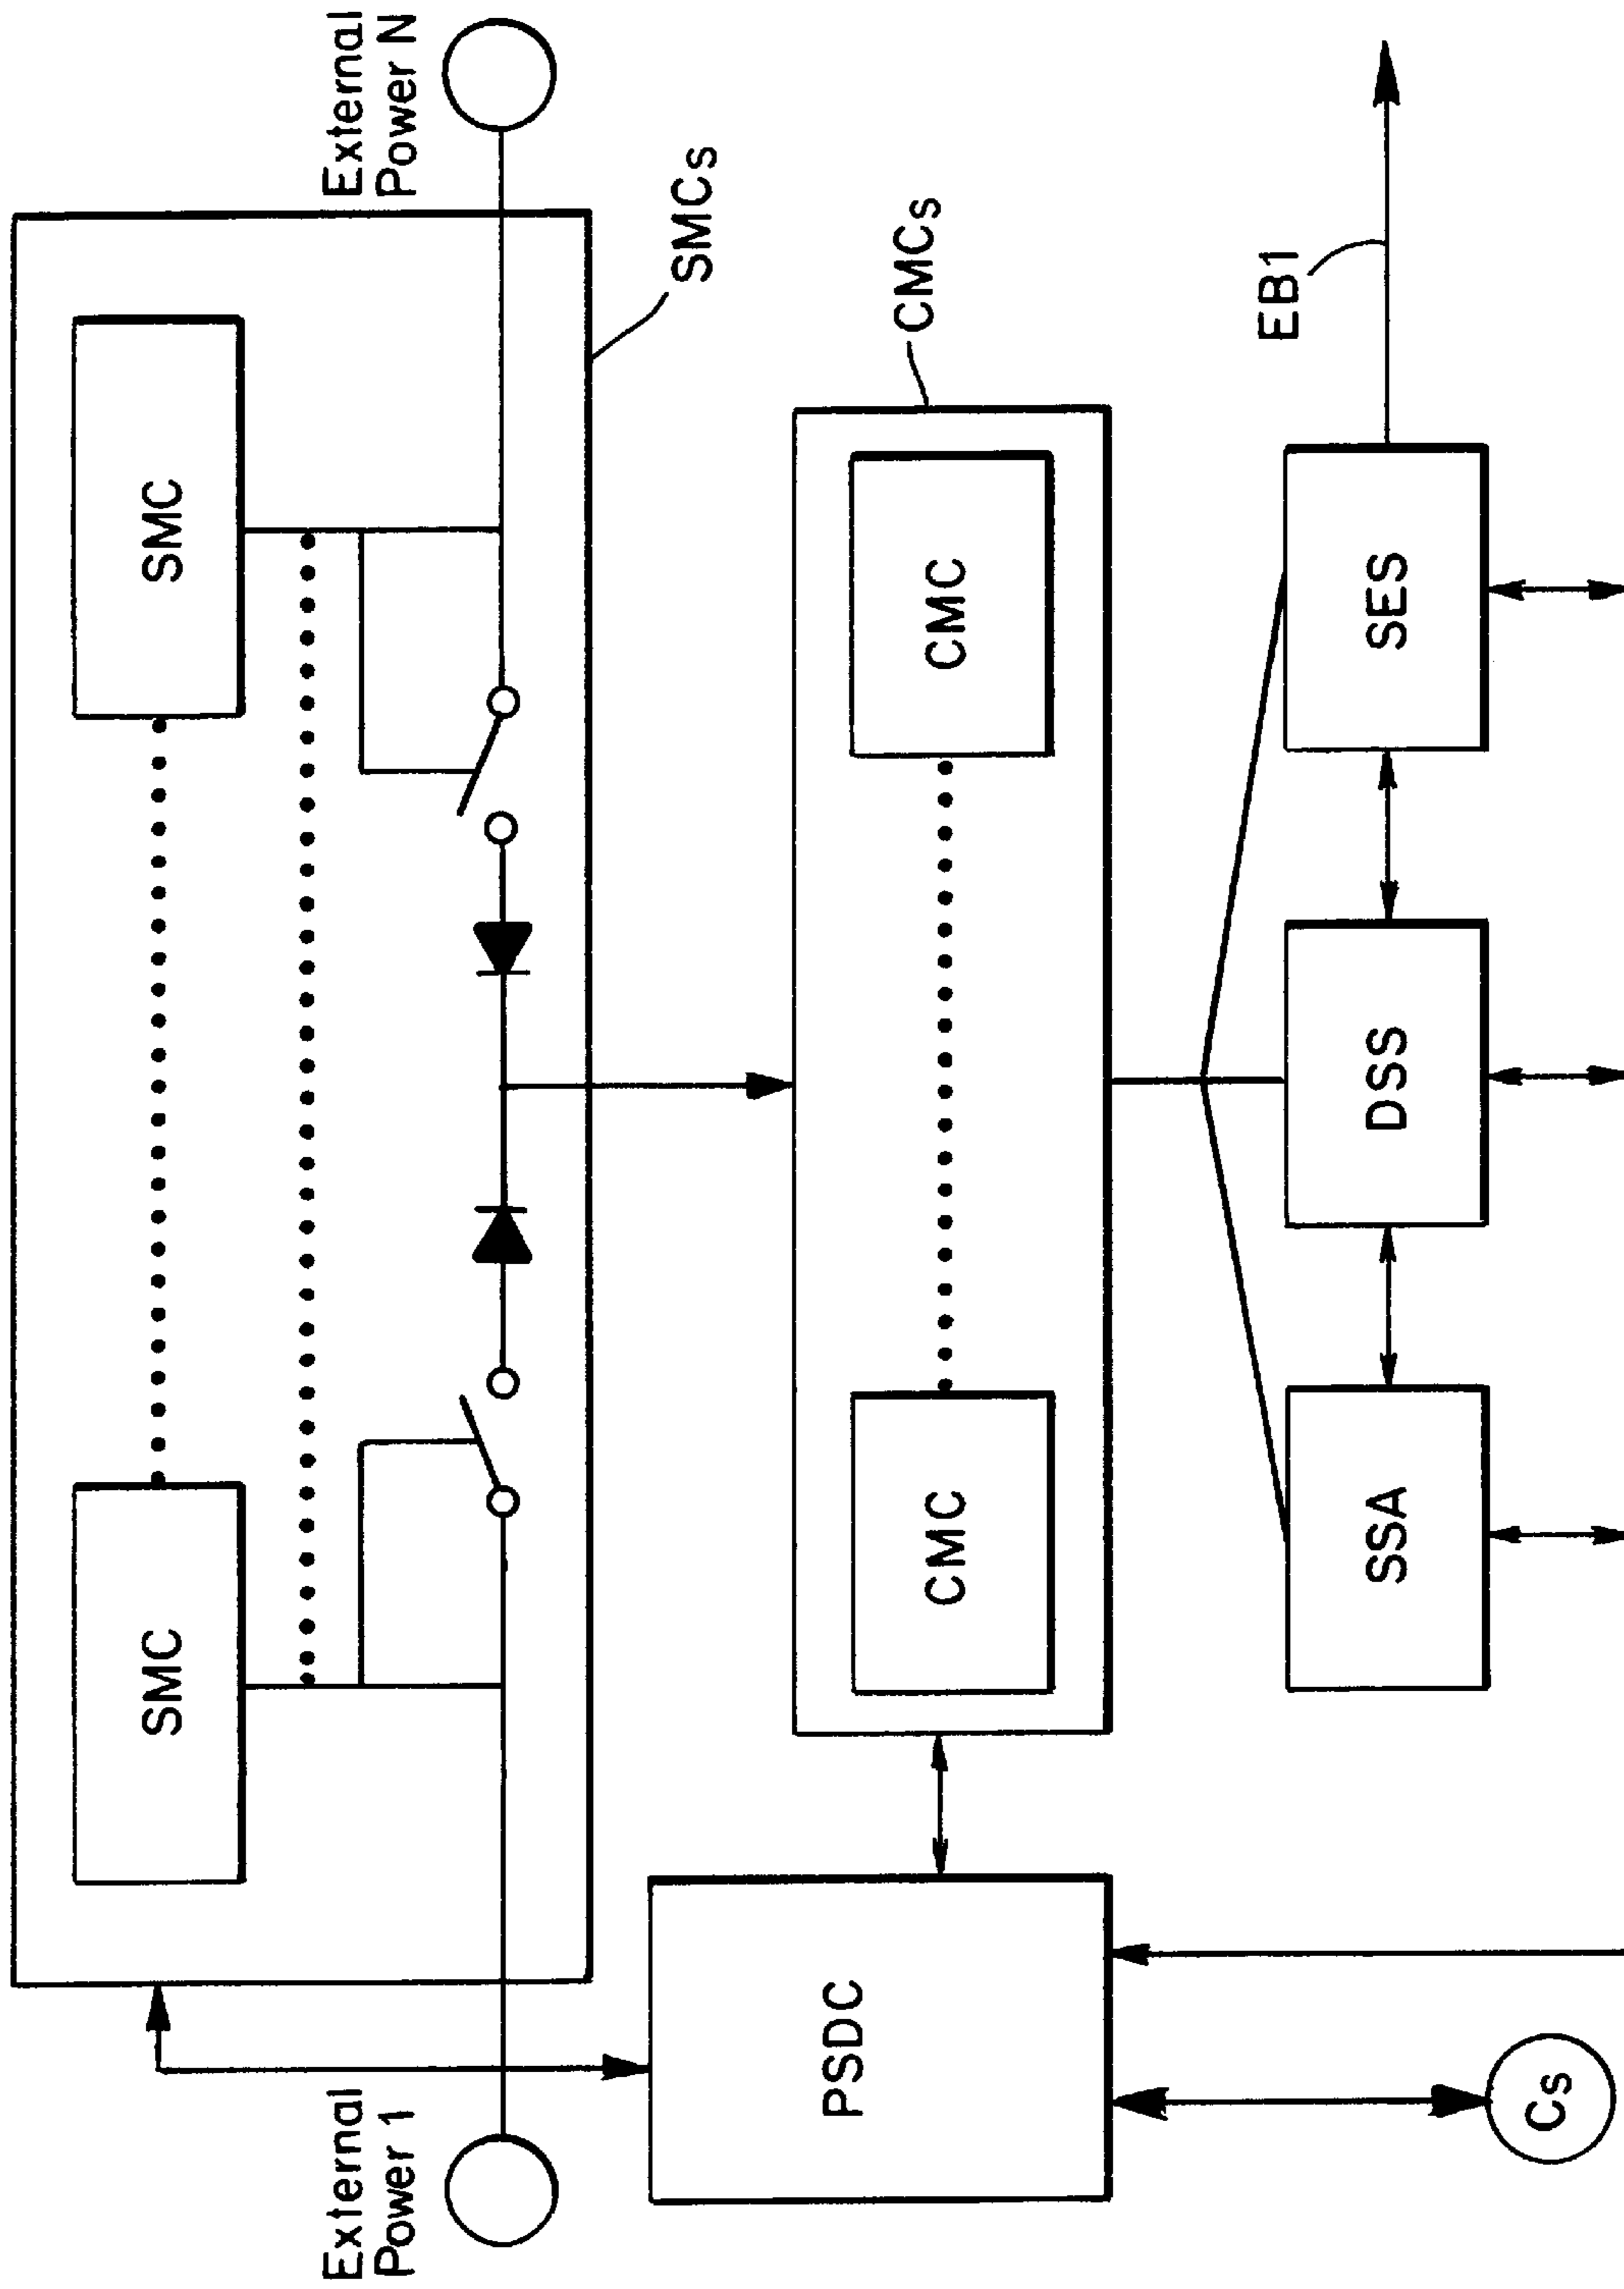 External
Power 1
External
Power N
SMC
SMC
SMCs
PSDC
CMC
CMC
CMCs
Cs
SSA
DSS
SES
EB1